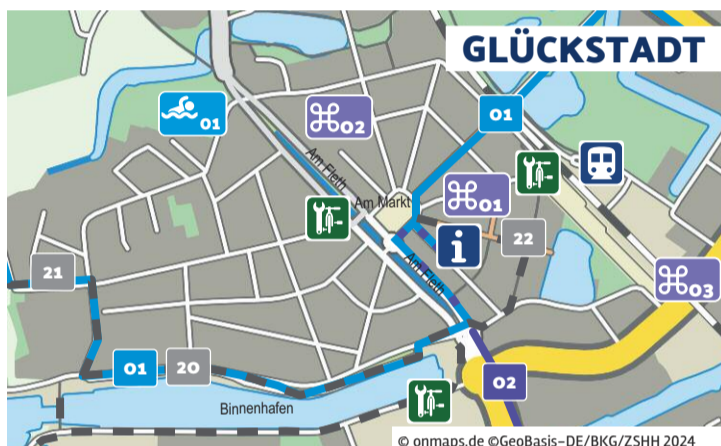 GLÜCKSTADT
01
01
02
Am Fleth
Am Markt
01
i
22
Am Fleth
21
03
01
20
02
Binnenhafen
© onmaps.de ©GeoBasis-DE/BKG/ZSHH 2024